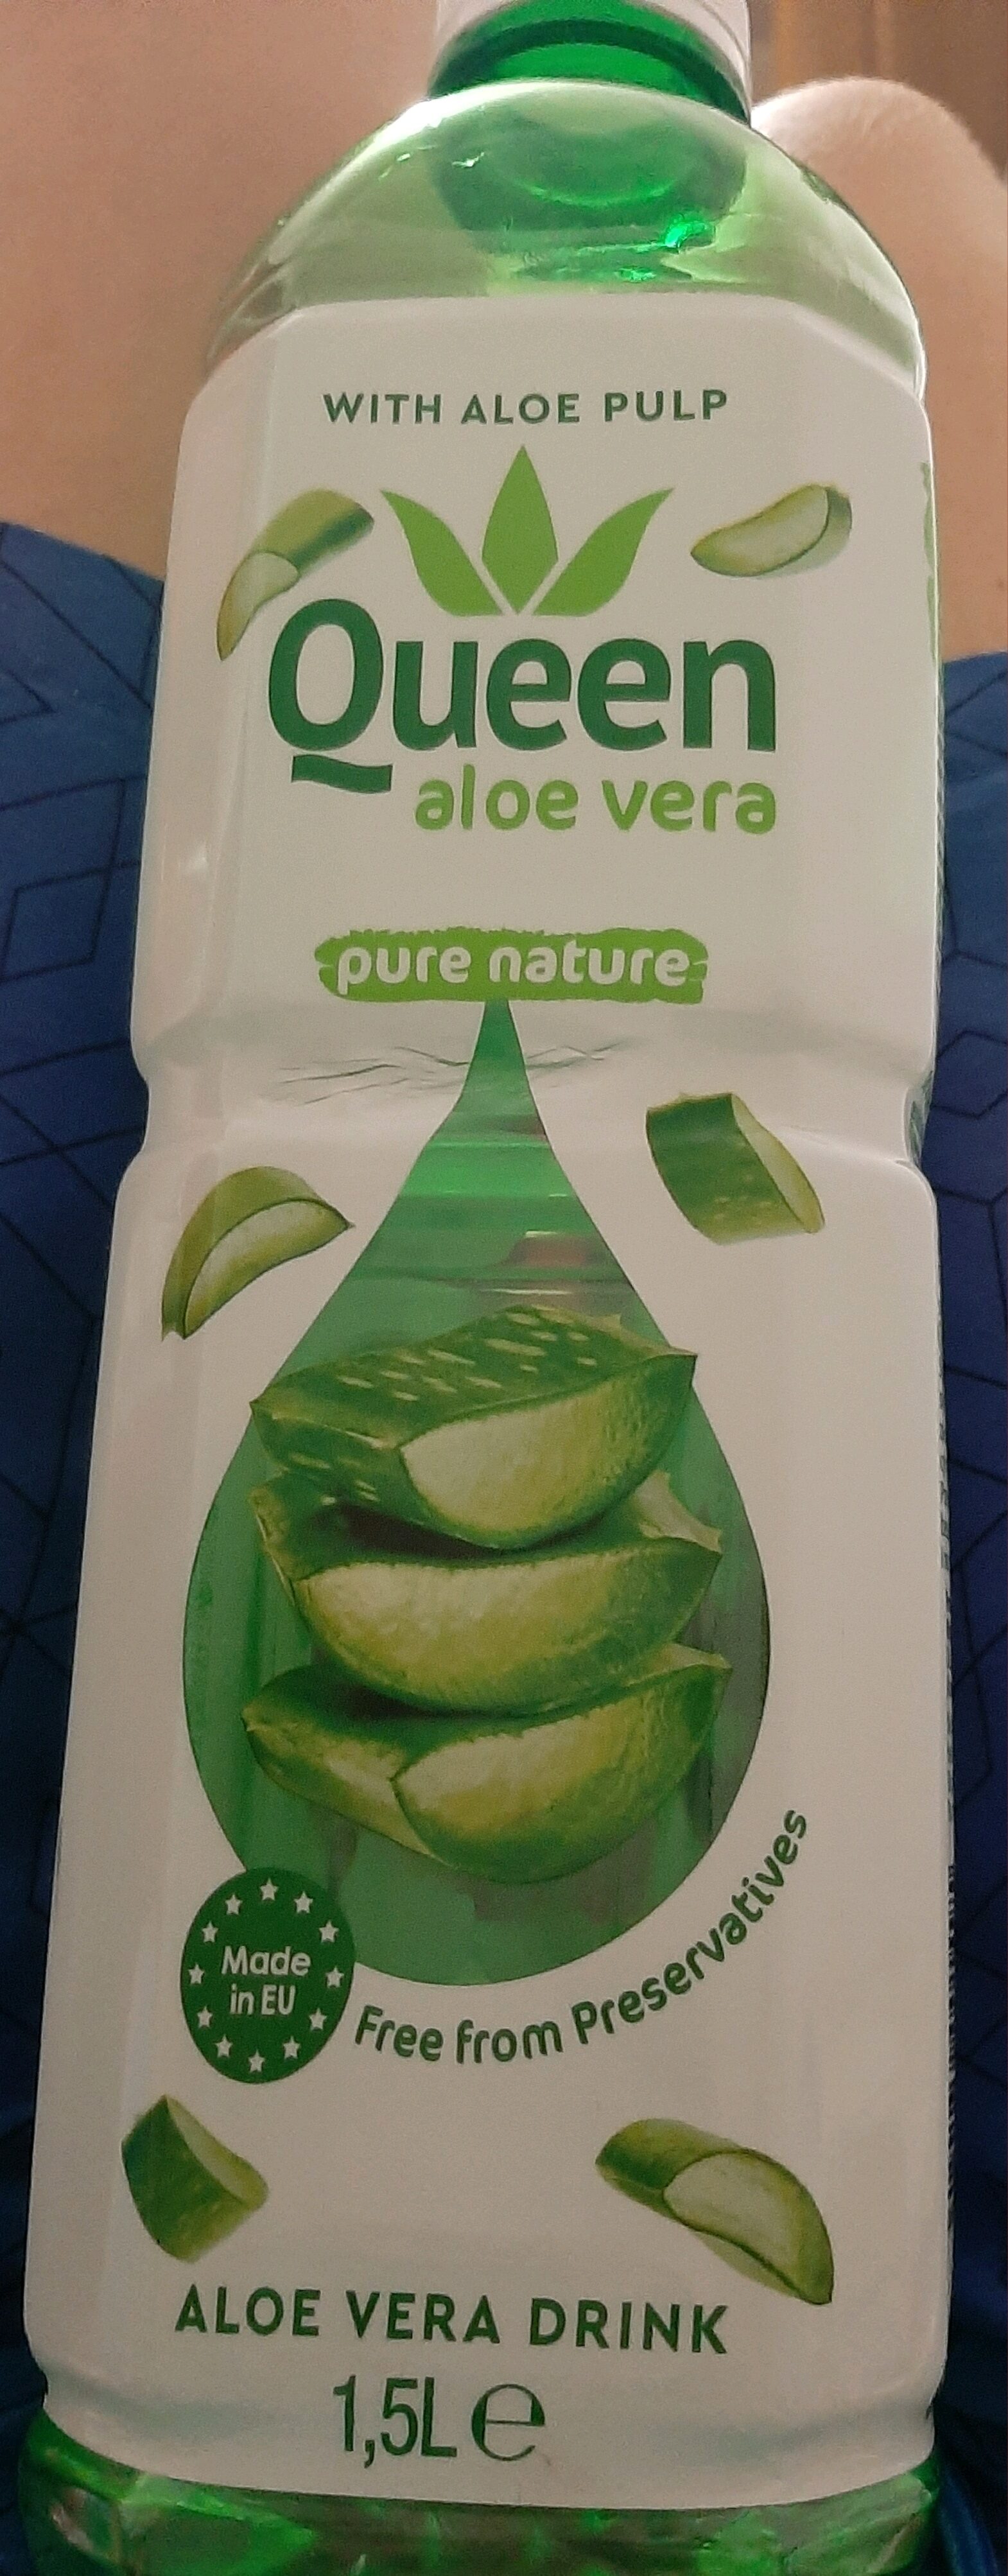 WITH ALOE PULP
Queen
aloe vera
pure nature
Made
in EU
Free from Preservatives
ALOE VERA DRINK
1,5L ℮